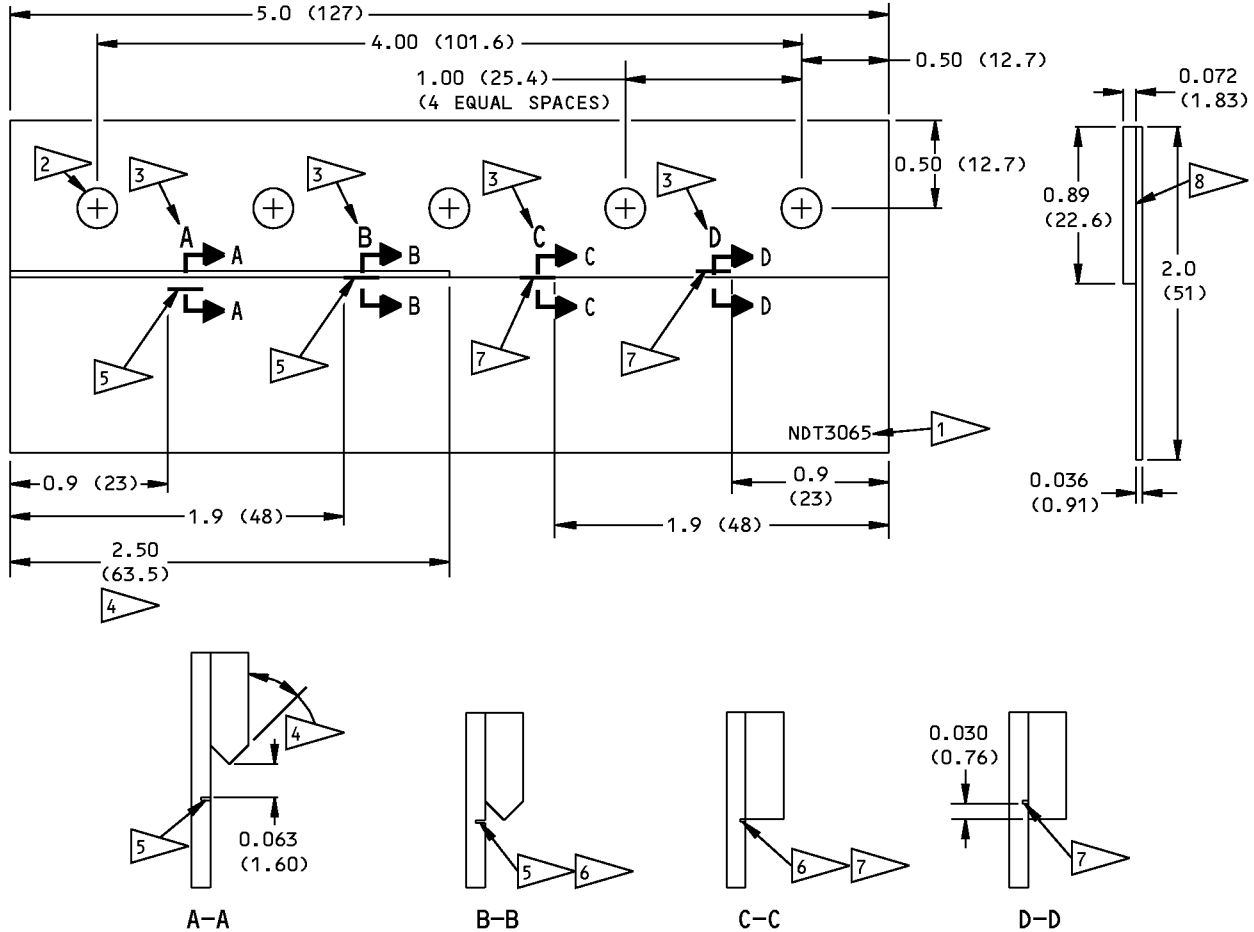 5.0 (127)
4.00 (101.6)
0.50 (12.7)
1.00 (25.4)
(4 EQUAL SPACES)
0.072
(1.83)
2
3
3
3
3
0.50 (12.7)
8
0.89
(22.6)
2.0
(51)
A
A
B
B
C
C
D
D
A
B
C
D
5
5
7
7
NDT3065
1
0.9 (23)
0.9
(23)
0.036
(0.91)
1.9 (48)
1.9 (48)
2.50
(63.5)
4
4
0.030
(0.76)
5
0.063
(1.60)
5
6
6
7
7
A-A
B-B
C-C
D-D